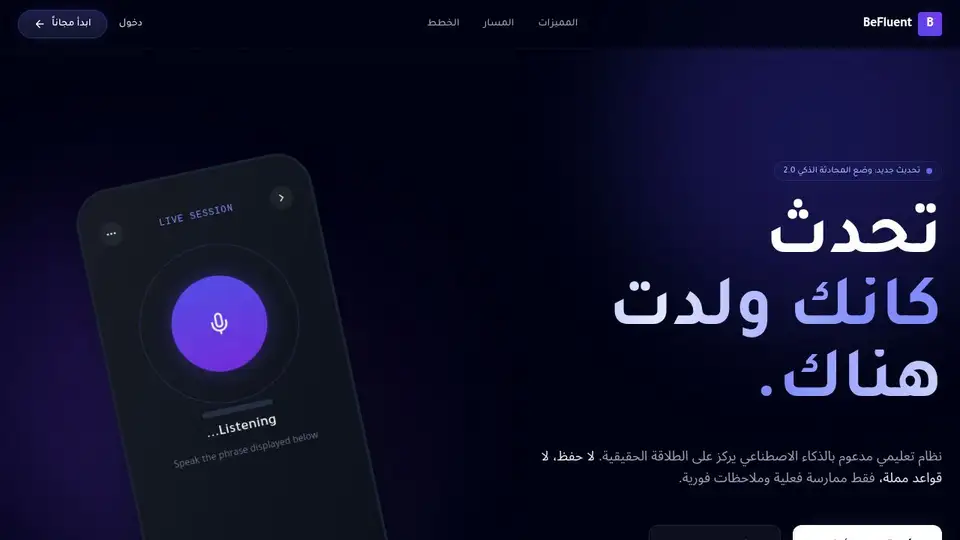 B BeFluent
المميزات
المسار
الخطط
دخول
ابدأ مجاناً
تحديث جديد: وضع المحادثة الذكي 2.0
تحدث
كانك ولدت
هناك.
نظام تعليمي مدعوم بالذكاء الاصطناعي يركز على الطلاقة الحقيقية. لا حفظ، لا
قواعد مملة، فقط ممارسة فعلية وملاحظات فورية.
LIVE SESSION
...Listening
Speak the phrase displayed below